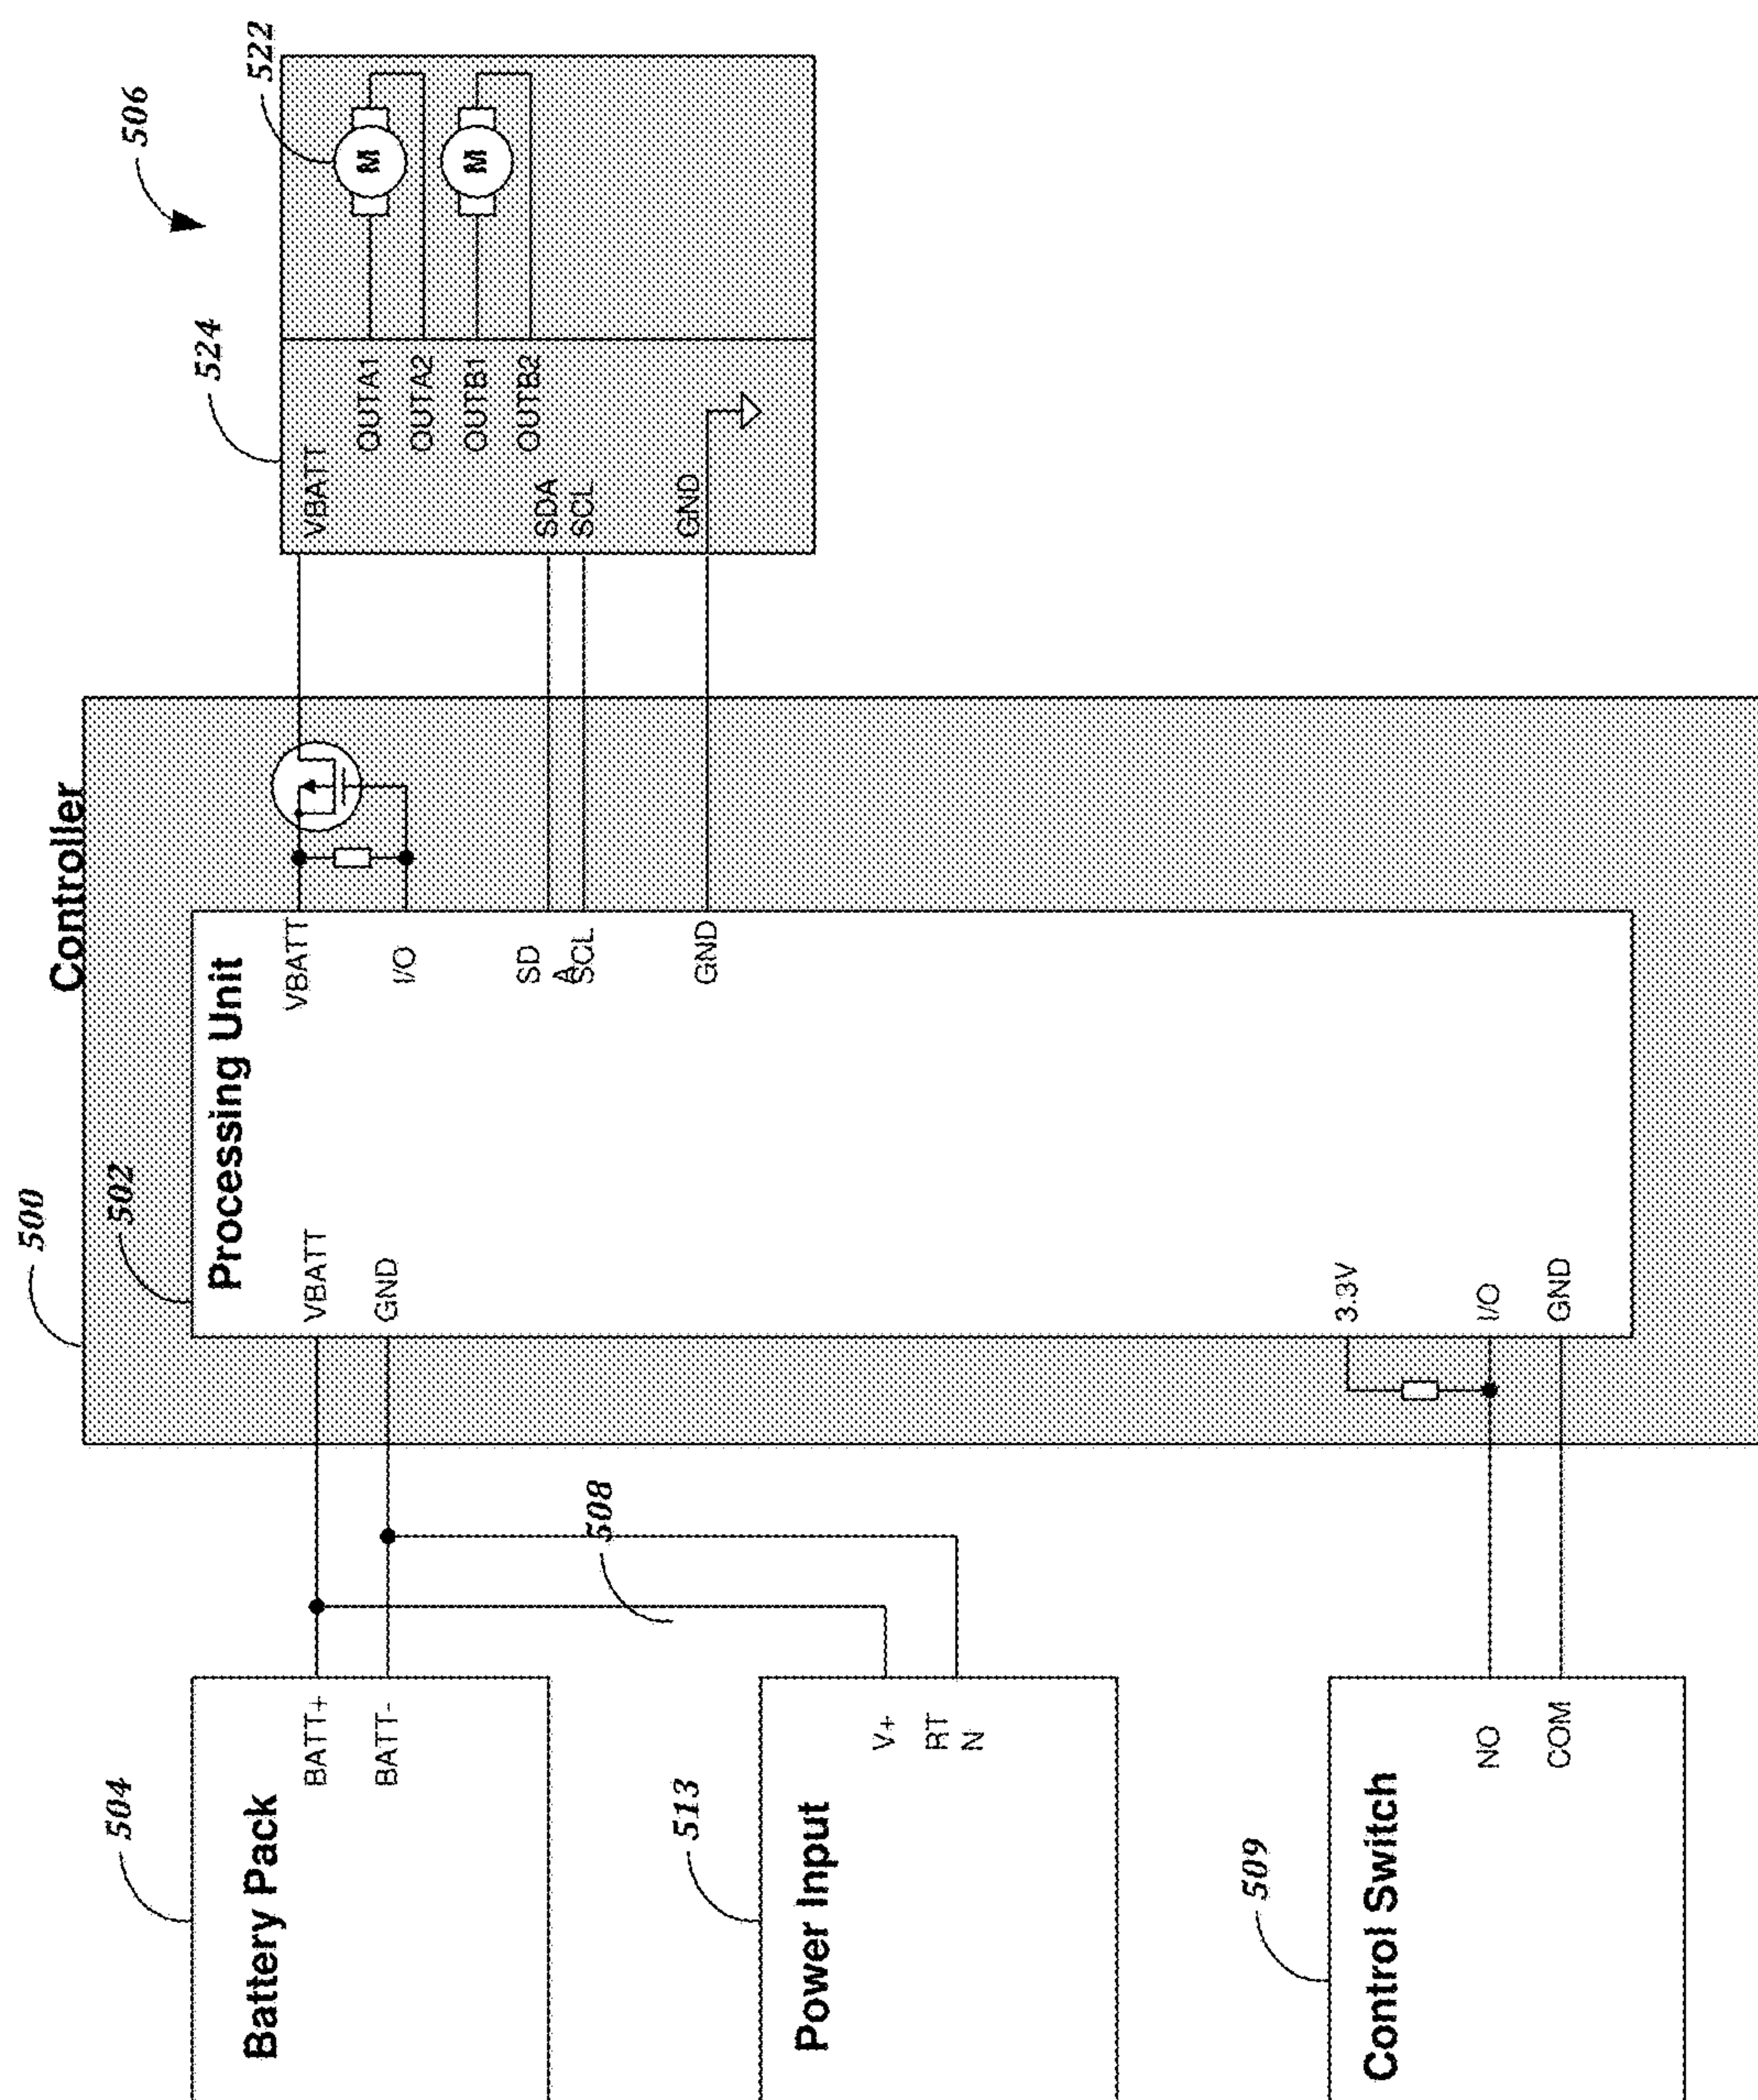 Controller
500
502
Processing Unit
VBATT
GND
3.3V
I/O
GND
VBATT
I/O
SD
A
SCL
GND
504
Battery Pack
BATT+
BATT-
508
513
Power Input
V+
RT
N
509
Control Switch
NO
COM
506
524
522
VBATT
OUTA1
OUTA2
OUTB1
OUTB2
SDA
SCL
GND
M
M